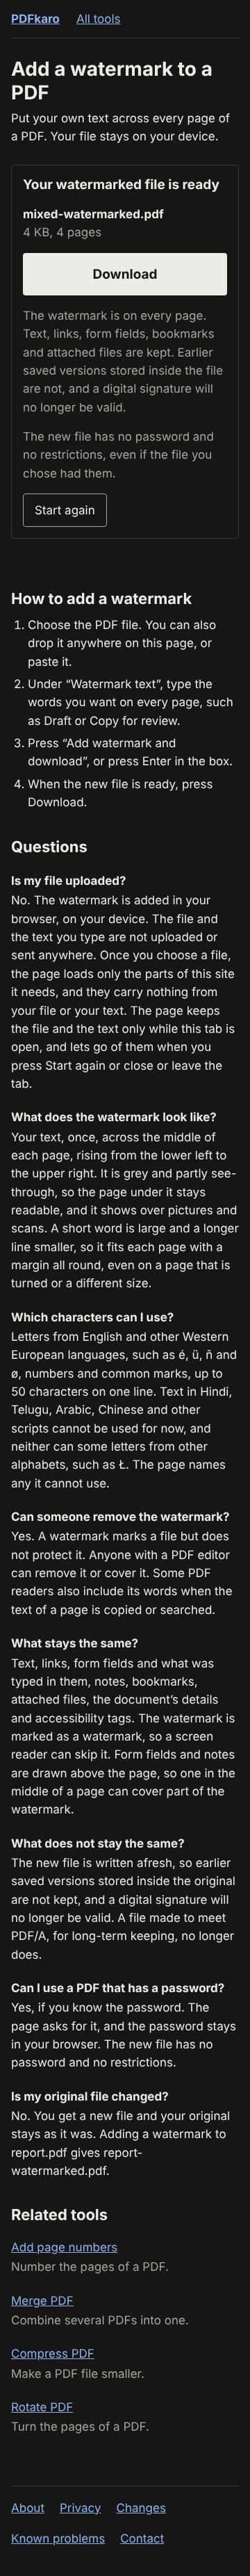 PDFkaro All tools
Add a watermark to a
PDF
Put your own text across every page of
a PDF. Your file stays on your device.
Your watermarked file is ready
mixed-watermarked.pdf
4 KB, 4 pages
Download
The watermark is on every page.
Text, links, form fields, bookmarks
and attached files are kept. Earlier
saved versions stored inside the file
are not, and a digital signature will
no longer be valid.
The new file has no password and
no restrictions, even if the file you
chose had them.
Start again
How to add a watermark
1. Choose the PDF file. You can also
drop it anywhere on this page, or
paste it.
2. Under “Watermark text”, type the
words you want on every page, such
as Draft or Copy for review.
3. Press “Add watermark and
download”, or press Enter in the box.
4. When the new file is ready, press
Download.
Questions
Is my file uploaded?
No. The watermark is added in your
browser, on your device. The file and
the text you type are not uploaded or
sent anywhere. Once you choose a file,
the page loads only the parts of this site
it needs, and they carry nothing from
your file or your text. The page keeps
the file and the text only while this tab is
open, and lets go of them when you
press Start again or close or leave the
tab.
What does the watermark look like?
Your text, once, across the middle of
each page, rising from the lower left to
the upper right. It is grey and partly see-
through, so the page under it stays
readable, and it shows over pictures and
scans. A short word is large and a longer
line smaller, so it fits each page with a
margin all round, even on a page that is
turned or a different size.
Which characters can I use?
Letters from English and other Western
European languages, such as é, ü, ñ and
ø, numbers and common marks, up to
50 characters on one line. Text in Hindi,
Telugu, Arabic, Chinese and other
scripts cannot be used for now, and
neither can some letters from other
alphabets, such as Ł. The page names
any it cannot use.
Can someone remove the watermark?
Yes. A watermark marks a file but does
not protect it. Anyone with a PDF editor
can remove it or cover it. Some PDF
readers also include its words when the
text of a page is copied or searched.
What stays the same?
Text, links, form fields and what was
typed in them, notes, bookmarks,
attached files, the document’s details
and accessibility tags. The watermark is
marked as a watermark, so a screen
reader can skip it. Form fields and notes
are drawn above the page, so one in the
middle of a page can cover part of the
watermark.
What does not stay the same?
The new file is written afresh, so earlier
saved versions stored inside the original
are not kept, and a digital signature will
no longer be valid. A file made to meet
PDF/A, for long-term keeping, no longer
does.
Can I use a PDF that has a password?
Yes, if you know the password. The
page asks for it, and the password stays
in your browser. The new file has no
password and no restrictions.
Is my original file changed?
No. You get a new file and your original
stays as it was. Adding a watermark to
report.pdf gives report-
watermarked.pdf.
Related tools
Add page numbers
Number the pages of a PDF.
Merge PDF
Combine several PDFs into one.
Compress PDF
Make a PDF file smaller.
Rotate PDF
Turn the pages of a PDF.
About Privacy Changes
Known problems Contact